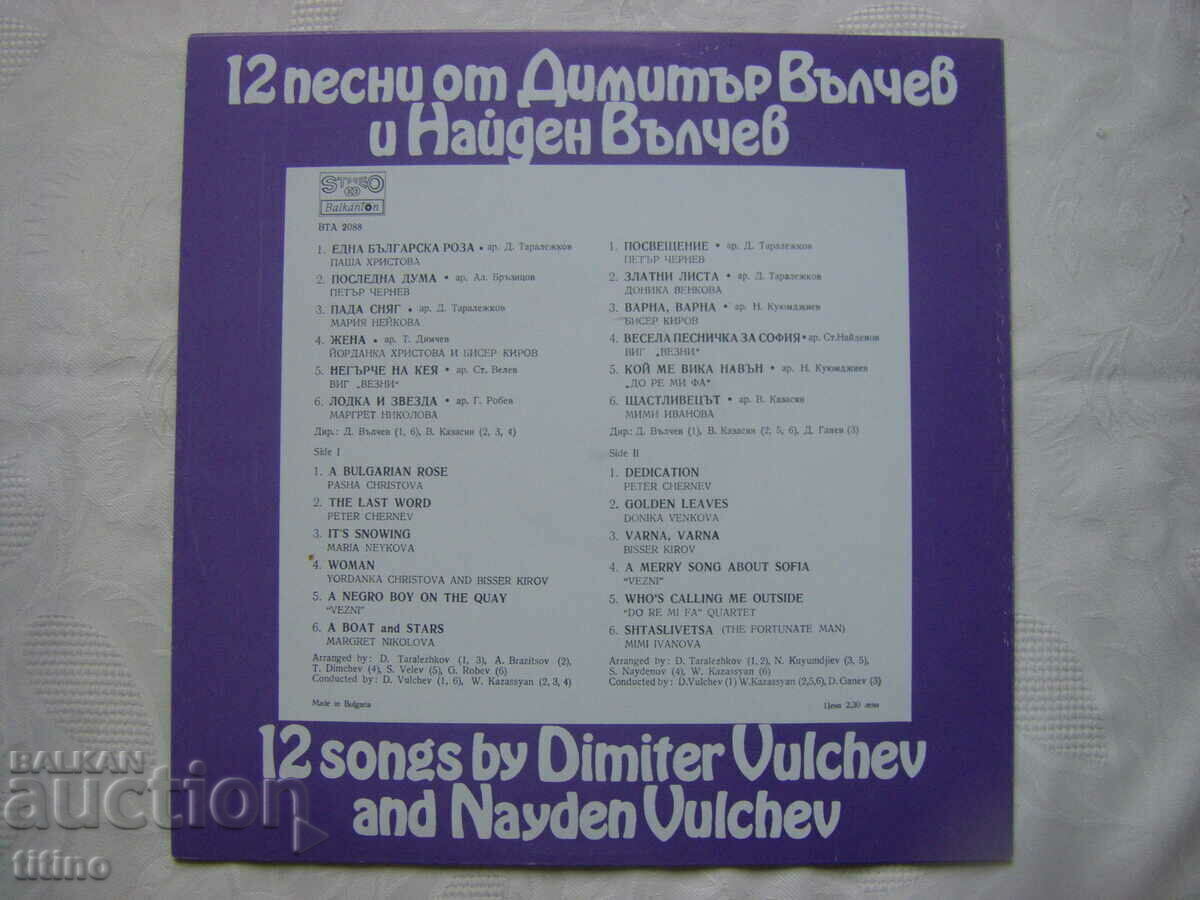 12 песни от Димитър Вълчев
и Найден Вълчев
STEREO
Balkanton
ВТА 2088
1. ЕДНА БЪЛГАРСКА РОЗА • ар. Д. Таралежков
ПАША ХРИСТОВА
2. ПОСЛЕДНА ДУМА • ар. Ал. Бръзицов
ПЕТЪР ЧЕРНЕВ
3. ПАДА СНЯГ • ар. Д. Таралежков
МАРИЯ НЕЙКОВА
4. ЖЕНА • ар. Т. Димчев
ЙОРДАНКА ХРИСТОВА И БИСЕР КИРОВ
5. НЕГЪРЧЕ НА КЕЯ • ар. Ст. Велев
ВИГ „ВЕЗНИ"
6. ЛОДКА И ЗВЕЗДА • ар. Г. Робев
МАРГРЕТ НИКОЛОВА
Дир.: Д. Вълчев (1, 6), В. Казасян (2, 3, 4)
1. ПОСВЕЩЕНИЕ • ар. Д. Таралежков
ПЕТЪР ЧЕРНЕВ
2. ЗЛАТНИ ЛИСТА • ар. Д. Таралежков
ДОНИКА ВЕНКОВА
3. ВАРНА, ВАРНА • ар. Н. Куюмджиев
БИСЕР КИРОВ
4. ВЕСЕЛА ПЕСНИЧКА ЗА СОФИЯ • ар. Ст. Найденов
ВИГ „ВЕЗНИ"
5. КОЙ МЕ ВИКА НАВЪН • ар. Н. Куюмджиев
„ДО РЕ МИ ФА"
6. ЩАСТЛИВЕЦЪТ • ар. В. Казасян
МИМИ ИВАНОВА
Дир.: Д. Вълчев (1), В. Казасян (2, 5, 6), Д. Ганев (3)
Side I
1. A BULGARIAN ROSE
PASHA CHRISTOVA
2. THE LAST WORD
PETER CHERNEV
3. IT'S SNOWING
MARIA NEYKOVA
4. WOMAN
YORDANKA CHRISTOVA AND BISSER KIROV
5. A NEGRO BOY ON THE QUAY
"VEZNI"
6. A BOAT and STARS
MARGRET NIKOLOVA
Arranged by: D. Taralezhkov (1, 3), A. Brazitsov (2),
T. Dimchev (4), S. Velev (5), G. Robev (6)
Conducted by: D. Vulchev (1, 6), W. Kazassyan (2, 3, 4)
Made in Bulgaria
Side II
1. DEDICATION
PETER CHERNEV
2. GOLDEN LEAVES
DONIKA VENKOVA
3. VARNA, VARNA
BISSER KIROV
4. A MERRY SONG ABOUT SOFIA
"VEZNI"
5. WHO'S CALLING ME OUTSIDE
"DO RE MI FA" QUARTET
6. SHTASLIVETSA (THE FORTUNATE MAN)
MIMI IVANOVA
Arranged by: D. Taralezhkov (1, 2), N. Kuyumdjiev (3, 5),
S. Naydenov (4), W. Kazassyan (6)
Conducted by: D.Vulchev (1) W.Kazassyan (2,5,6), D.Ganev (3)
Цена 2,30 лева
12 songs by Dimiter Vulchev
and Nayden Vulchev
BALKAN
auction
titino